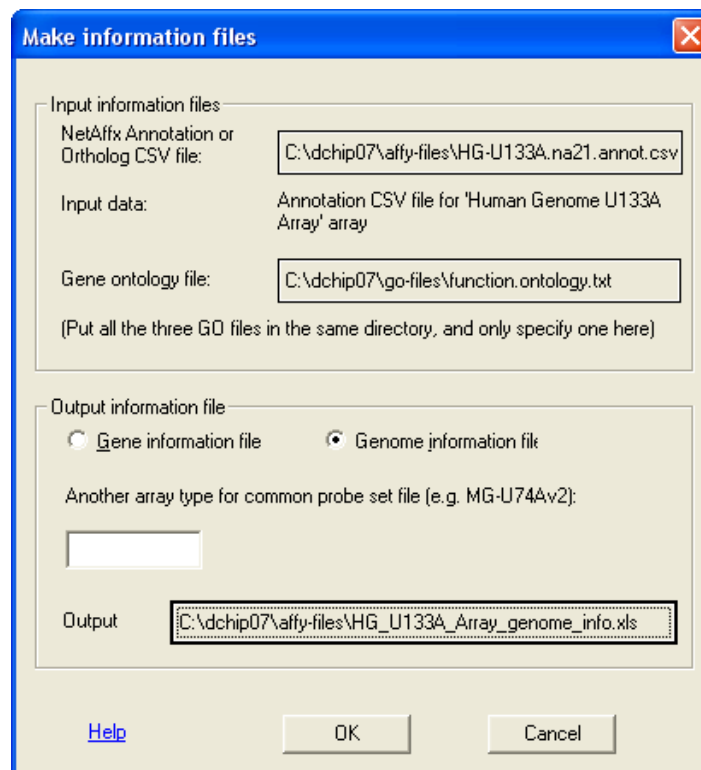 Make information files
Input information files
NetAffx Annotation or
Ortholog CSV file:
C:\dchip07\affy-files\HG-U133A.na21.annot.csv
Input data:
Annotation CSV file for 'Human Genome U133A
Array' array
Gene ontology file:
C:\dchip07\go-files\function.ontology.txt
(Put all the three GO files in the same directory, and only specify one here)
Output information file
Gene information file
Genome information file
Another array type for common probe set file (e.g. MG-U74Av2):
Output
C:\dchip07\affy-files\HG_U133A_Array_genome_info.xls
Help
OK
Cancel